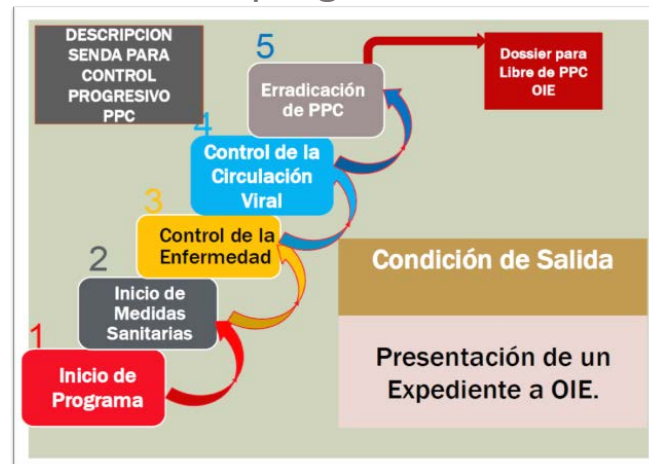 DESCRIPCION
SENDA PARA
CONTROL
PROGRESIVO
PPC
5
Erradicación
de PPC
Dossier para
Libre de PPC
OIE
4
Control de la
Circulación
Viral
3
Control de la
Enfermedad
2
Inicio de
Medidas
Sanitarias
1
Inicio de
Programa
Condición de Salida
Presentación de un
Expediente a OIE.